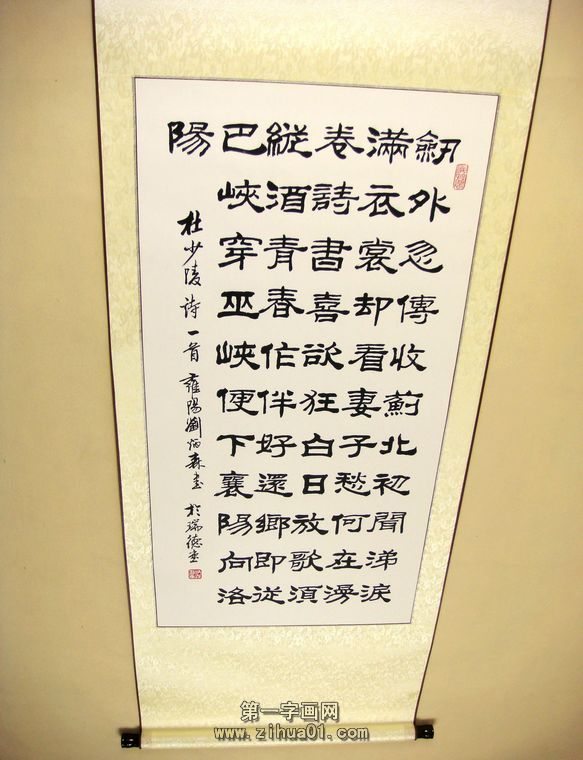 劒外忽傳收薊北初聞涕淚
滿衣裳却看妻子愁何在漫
卷詩書喜欲狂白日放歌須
縱酒青春作伴好還鄉即從
巴峽穿巫峽便下襄陽向洛
陽
杜少陵诗一首 雍陽劉炳森書 於瑞德堂
第一字画网
www.zihua01.com